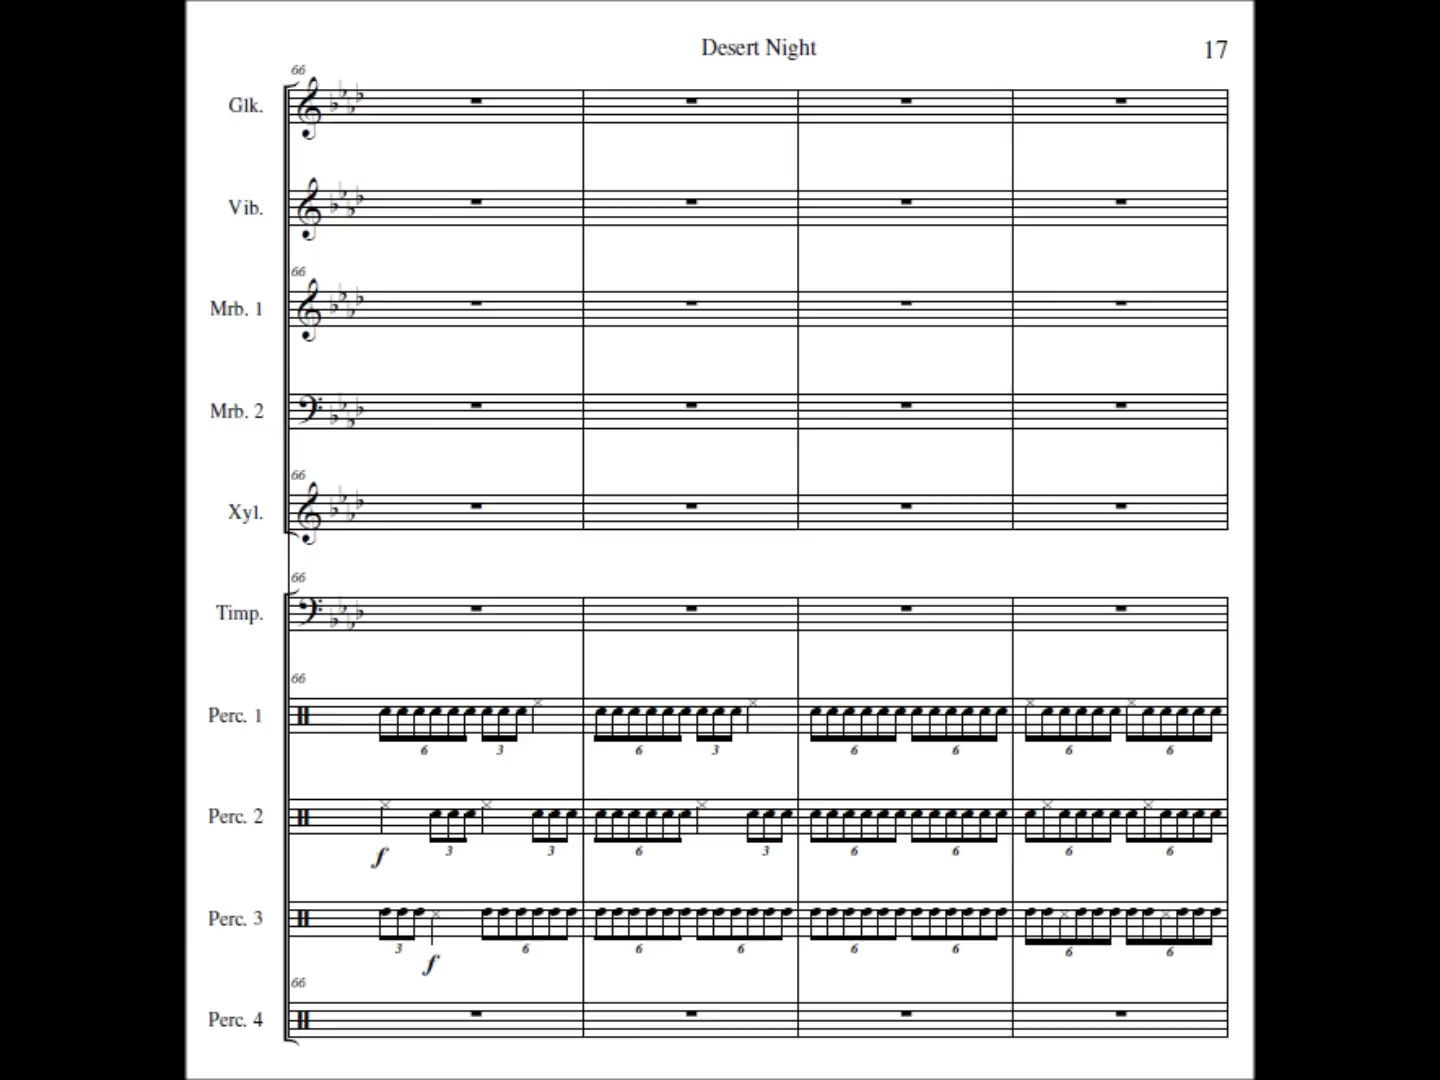 Desert Night 17
66
Glk.
Vib.
66
Mrb. 1
Mrb. 2
66
Xyl.
66
Timp.
66
Perc. 1
6 3 6 3 6 6 6 6
Perc. 2
f 3 3 6 3 6 6 6 6
Perc. 3
3 f 6 6 6 6 6 6 6
66
Perc. 4